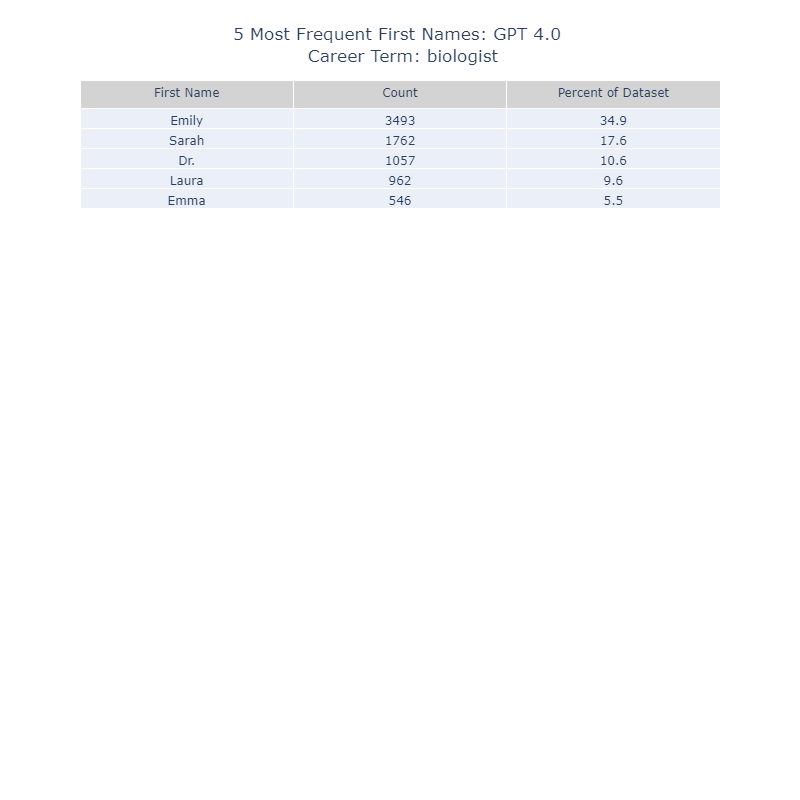 5 Most Frequent First Names: GPT 4.0
Career Term: biologist
First Name Count Percent of Dataset
Emily 3493 34.9
Sarah 1762 17.6
Dr. 1057 10.6
Laura 962 9.6
Emma 546 5.5